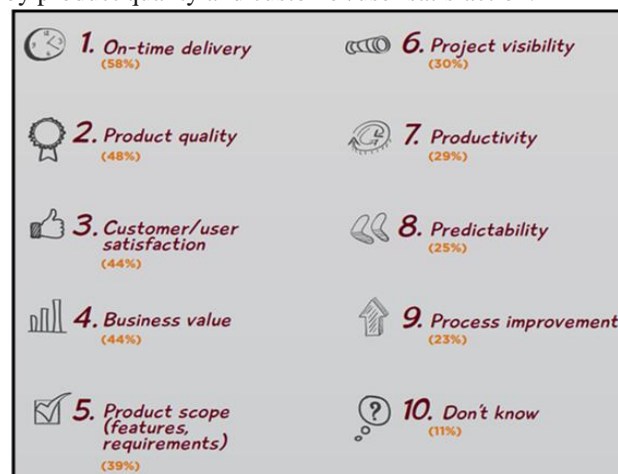 1. On-time delivery
(58%)
2. Product quality
(48%)
3. Customer/user
satisfaction
(44%)
4. Business value
(44%)
5. Product scope
(features,
requirements)
(39%)
6. Project visibility
(30%)
7. Productivity
(29%)
8. Predictability
(25%)
9. Process improvement
(23%)
10. Don't know
(11%)